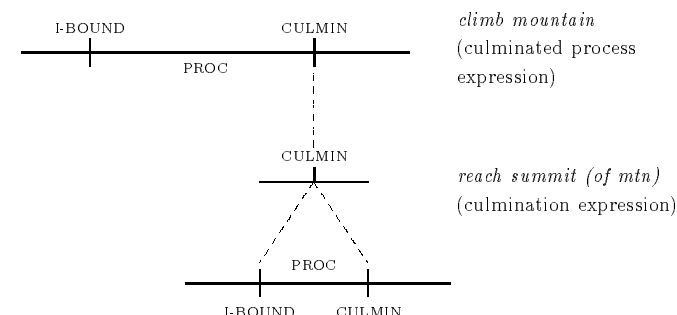 I-BOUND CULMIN
PROC
climb mountain
(culminated process
expression)
CULMIN
reach summit (of mtn)
(culmination expression)
PROC
I-BOUND CULMIN